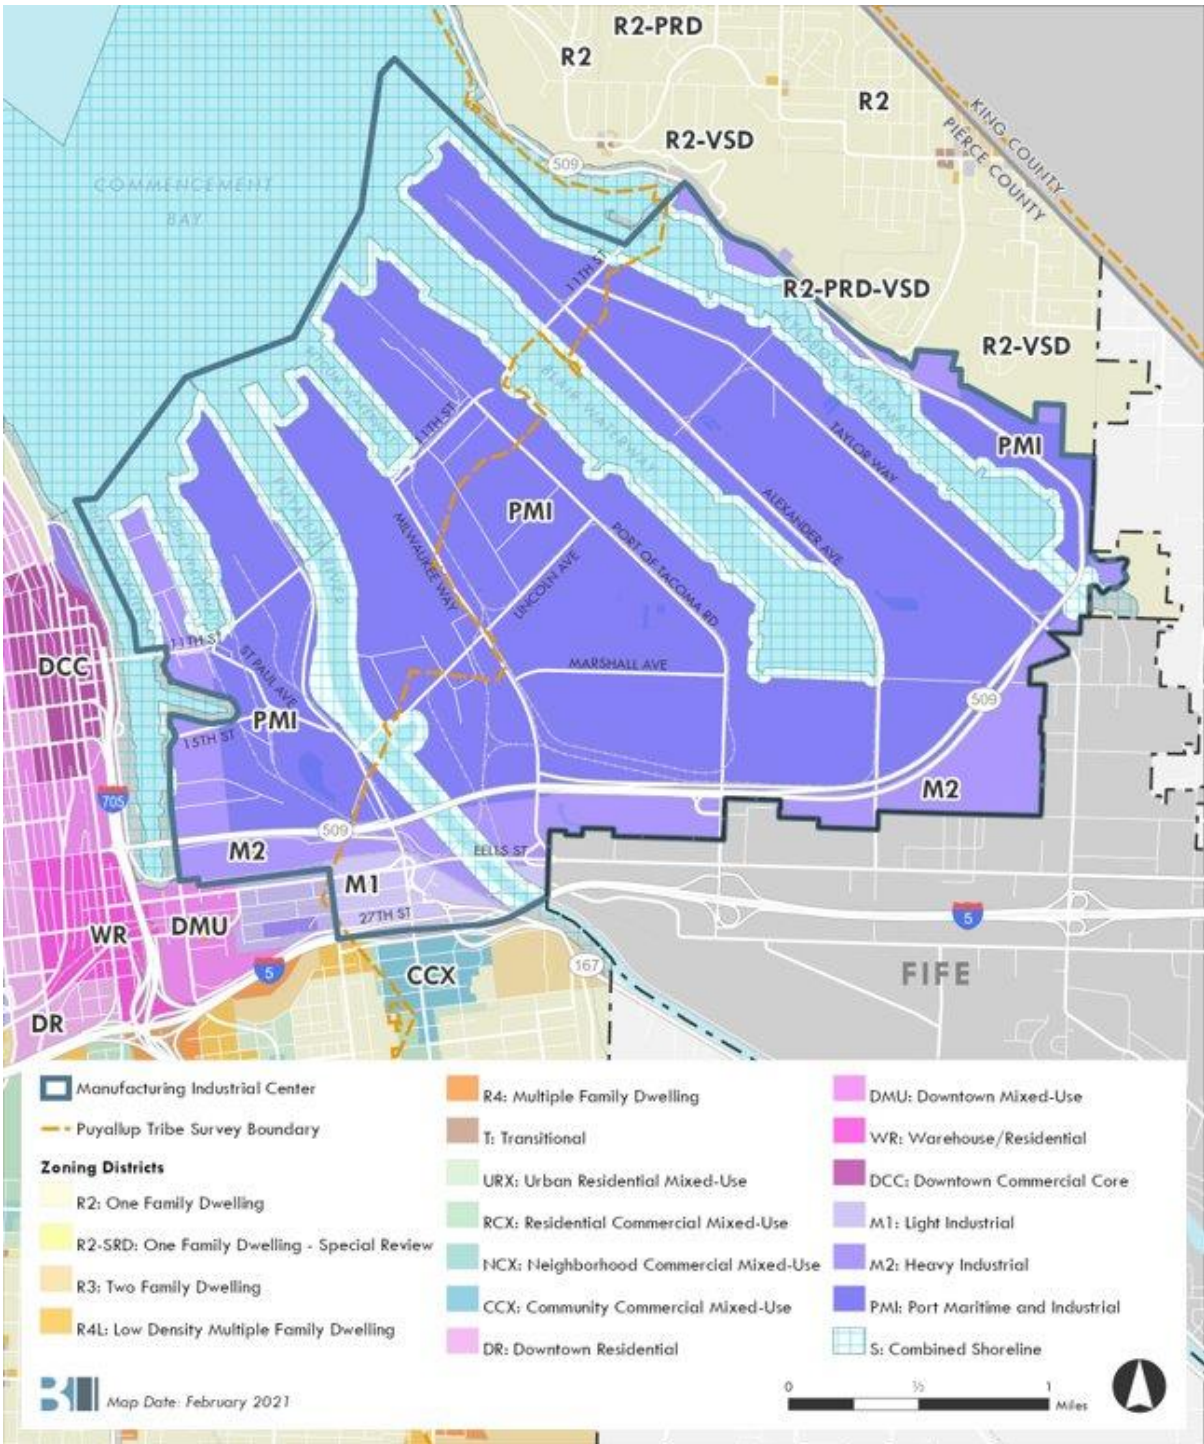 R2-PRD
R2
R2
KING COUNTY
PIERCE COUNTY
R2-VSD
509
COMMENCEMENT
BAY
11TH ST
R2-PRD-VSD
R2-VSD
HYLEBOS WATERWAY
BLAIR WATERWAY
SITCUM WATERWAY
11TH ST
TAYLOR WAY
PMI
ALEXANDER AVE
PMI
PORT OF TACOMA RD
MILWAUKEE WAY
LINCOLN AVE
PUYALLUP RIVER
11TH ST
ST PAUL AVE
MARSHALL AVE
DCC
509
PMI
15TH ST
705
M2
509
M2
EELLS ST
M1
27TH ST
5
DMU
WR
5
167
CCX
FIFE
DR
Manufacturing Industrial Center
Puyallup Tribe Survey Boundary
Zoning Districts
R2: One Family Dwelling
R2-SRD: One Family Dwelling - Special Review
R3: Two Family Dwelling
R4L: Low Density Multiple Family Dwelling
R4: Multiple Family Dwelling
T: Transitional
URX: Urban Residential Mixed-Use
RCX: Residential Commercial Mixed-Use
NCX: Neighborhood Commercial Mixed-Use
CCX: Community Commercial Mixed-Use
DR: Downtown Residential
DMU: Downtown Mixed-Use
WR: Warehouse/Residential
DCC: Downtown Commercial Core
M1: Light Industrial
M2: Heavy Industrial
PMI: Port Maritime and Industrial
S: Combined Shoreline
Map Date: February 2021
0 ½ 1
Miles